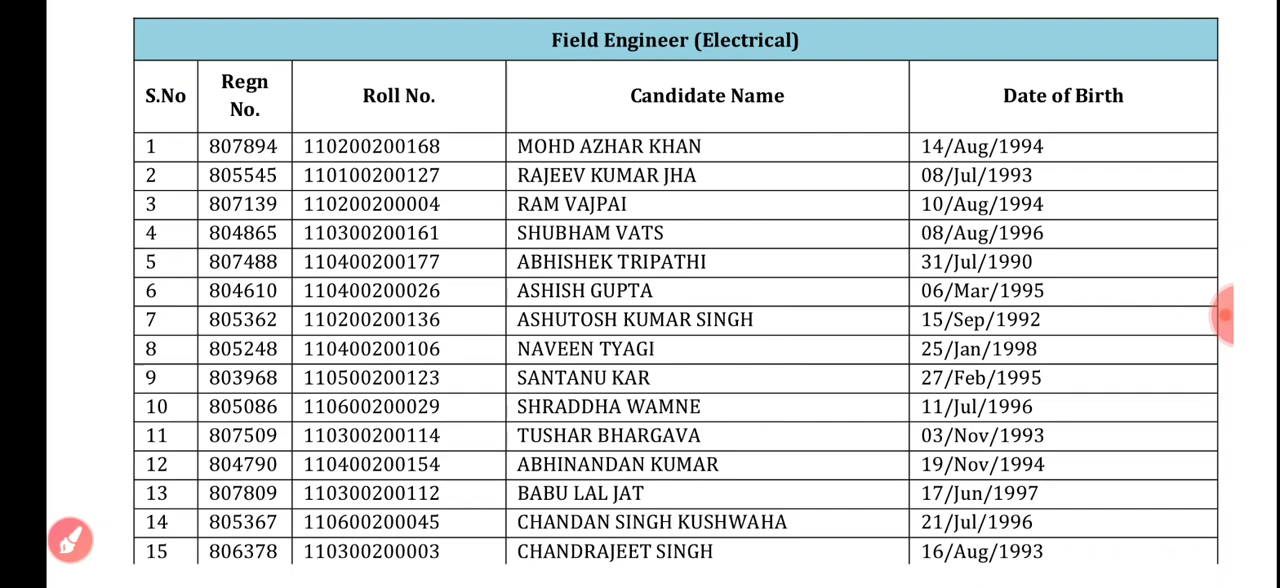 Field Engineer (Electrical)
S.No Regn No. Roll No. Candidate Name Date of Birth
1 807894 110200200168 MOHD AZHAR KHAN 14/Aug/1994
2 805545 110100200127 RAJEEV KUMAR JHA 08/Jul/1993
3 807139 110200200004 RAM VAJPAI 10/Aug/1994
4 804865 110300200161 SHUBHAM VATS 08/Aug/1996
5 807488 110400200177 ABHISHEK TRIPATHI 31/Jul/1990
6 804610 110400200026 ASHISH GUPTA 06/Mar/1995
7 805362 110200200136 ASHUTOSH KUMAR SINGH 15/Sep/1992
8 805248 110400200106 NAVEEN TYAGI 25/Jan/1998
9 803968 110500200123 SANTANU KAR 27/Feb/1995
10 805086 110600200029 SHRADDHA WAMNE 11/Jul/1996
11 807509 110300200114 TUSHAR BHARGAVA 03/Nov/1993
12 804790 110400200154 ABHINANDAN KUMAR 19/Nov/1994
13 807809 110300200112 BABU LAL JAT 17/Jun/1997
14 805367 110600200045 CHANDAN SINGH KUSHWAHA 21/Jul/1996
15 806378 110300200003 CHANDRAJEET SINGH 16/Aug/1993